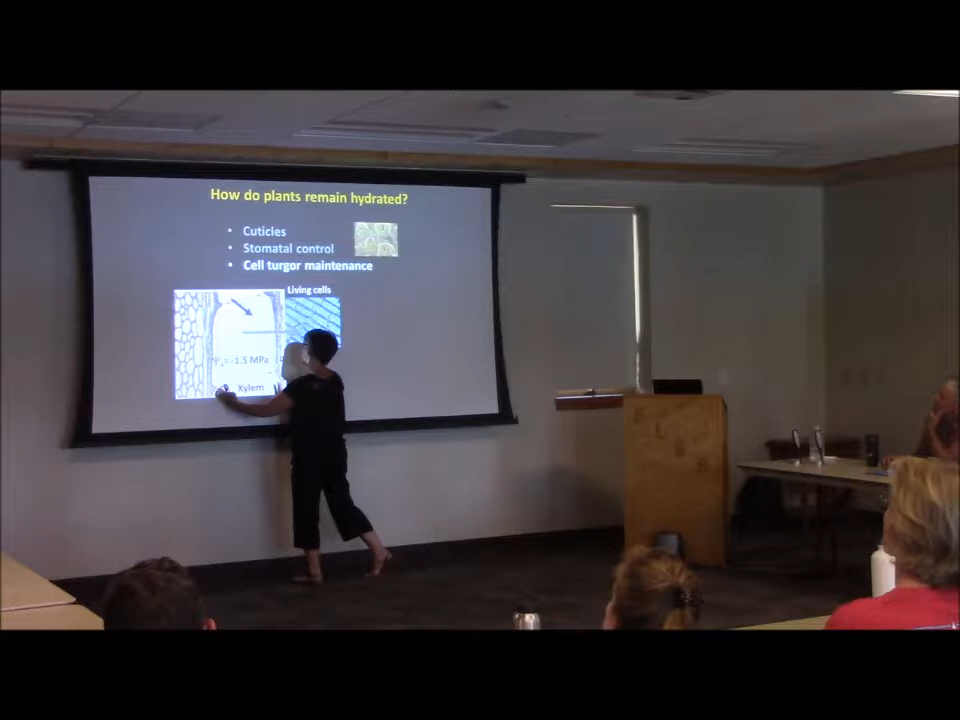 How do plants remain hydrated?
• Cuticles
• Stomatal control
• Cell turgor maintenance
Living cells
= -1.5 MPa
Xylem